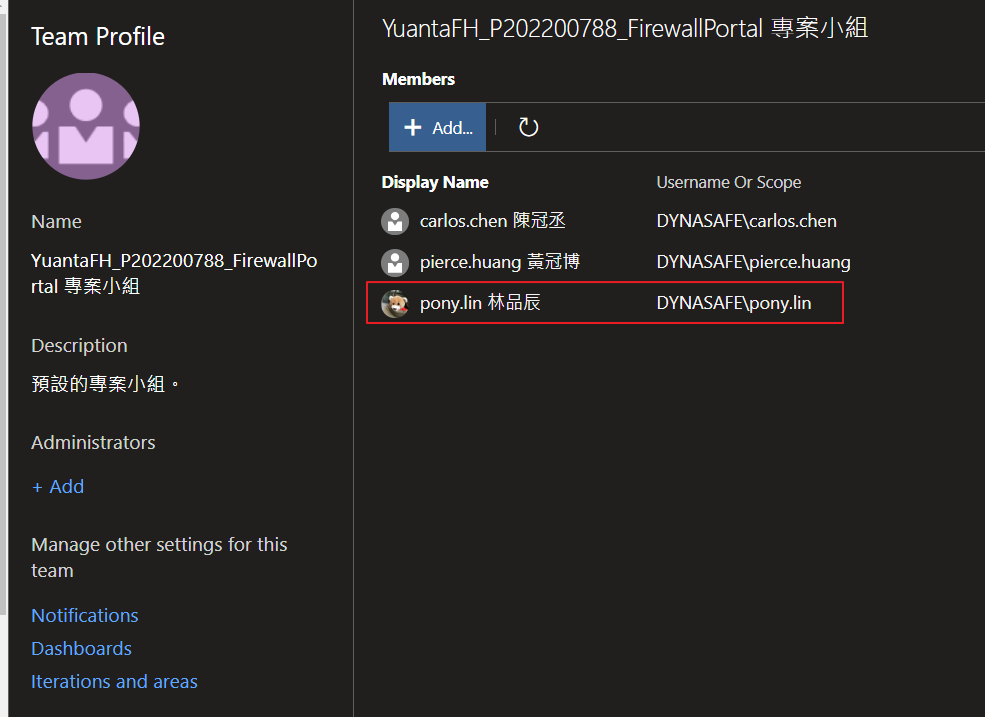 Team Profile
Name
YuantaFH_P202200788_FirewallPo
rtal 專案小組
Description
預設的專案小組。
Administrators
+ Add
Manage other settings for this
team
Notifications
Dashboards
Iterations and areas
YuantaFH_P202200788_FirewallPortal 專案小組
Members
+ Add...
Display Name Username Or Scope
carlos.chen 陳冠丞 DYNASAFE\carlos.chen
pierce.huang 黃冠博 DYNASAFE\pierce.huang
pony.lin 林品辰 DYNASAFE\pony.lin